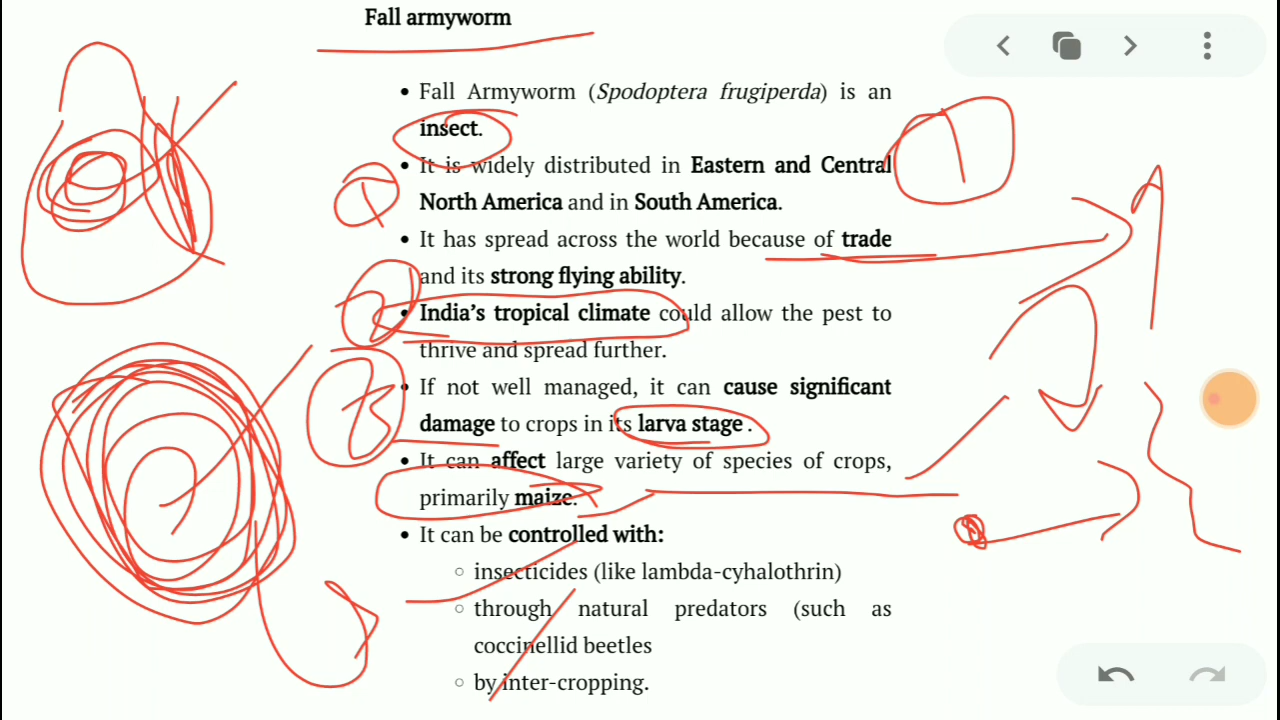 Fall armyworm
• Fall Armyworm (Spodoptera frugiperda) is an
insect.
• It is widely distributed in Eastern and Central
North America and in South America.
• It has spread across the world because of trade
and its strong flying ability.
• India’s tropical climate could allow the pest to
thrive and spread further.
• If not well managed, it can cause significant
damage to crops in its larva stage .
• It can affect large variety of species of crops,
primarily maize.
• It can be controlled with:
○ insecticides (like lambda-cyhalothrin)
○ through natural predators (such as
coccinellid beetles
○ by inter-cropping.